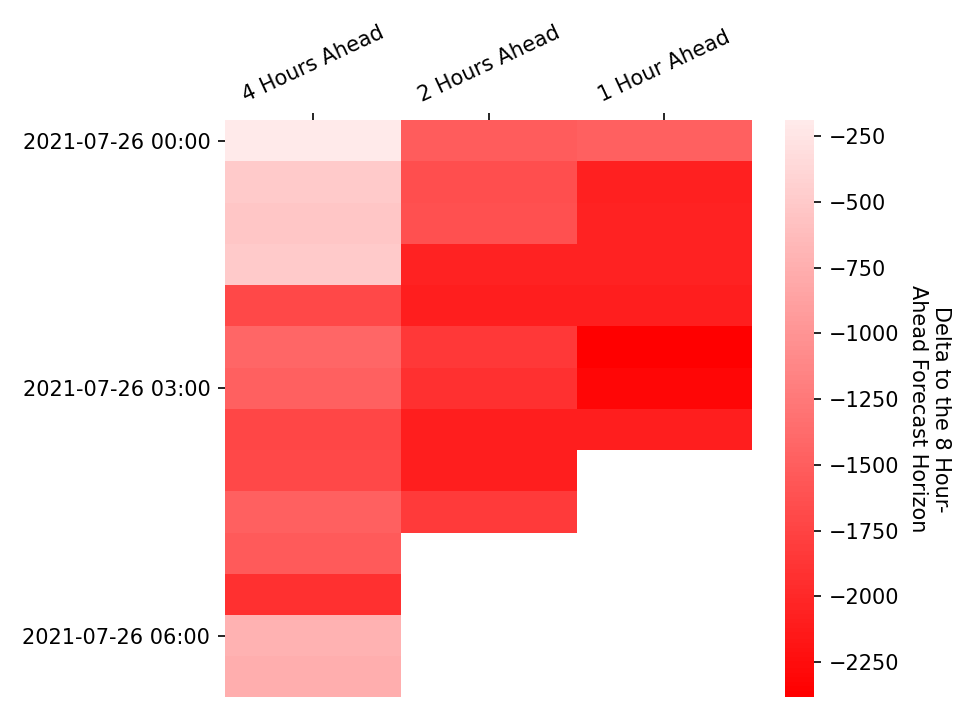 4 Hours Ahead
2 Hours Ahead
1 Hour Ahead
2021-07-26 00:00
2021-07-26 03:00
2021-07-26 06:00
−250
−500
−750
−1000
−1250
−1500
−1750
−2000
−2250
Delta to the 8 Hour-
Ahead Forecast Horizon